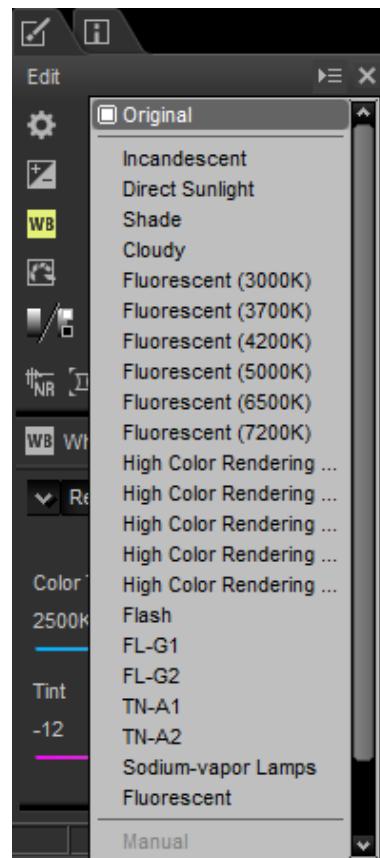 Edit
Original
Incandescent
Direct Sunlight
Shade
Cloudy
WB
Fluorescent (3000K)
Fluorescent (3700K)
Fluorescent (4200K)
NR
Fluorescent (5000K)
Fluorescent (6500K)
Fluorescent (7200K)
WB
High Color Rendering ...
High Color Rendering ...
High Color Rendering ...
High Color Rendering ...
High Color Rendering ...
Color
2500K
Flash
FL-G1
FL-G2
Tint
TN-A1
-12
TN-A2
Sodium-vapor Lamps
Fluorescent
Manual